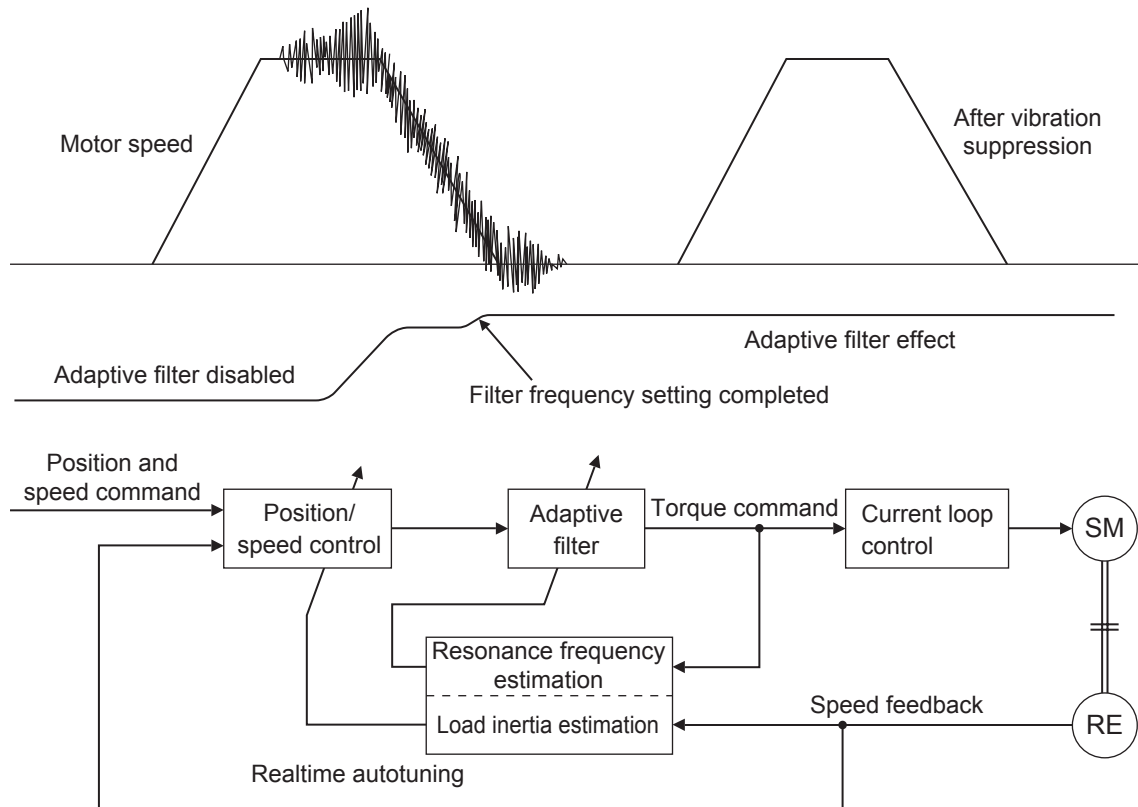 Motor speed
After vibration
suppression
Adaptive filter disabled
Adaptive filter effect
Filter frequency setting completed
Position and
speed command
Position/
speed control
Adaptive
filter
Torque command
Current loop
control
SM
Resonance frequency
estimation
Load inertia estimation
Speed feedback
RE
Realtime autotuning